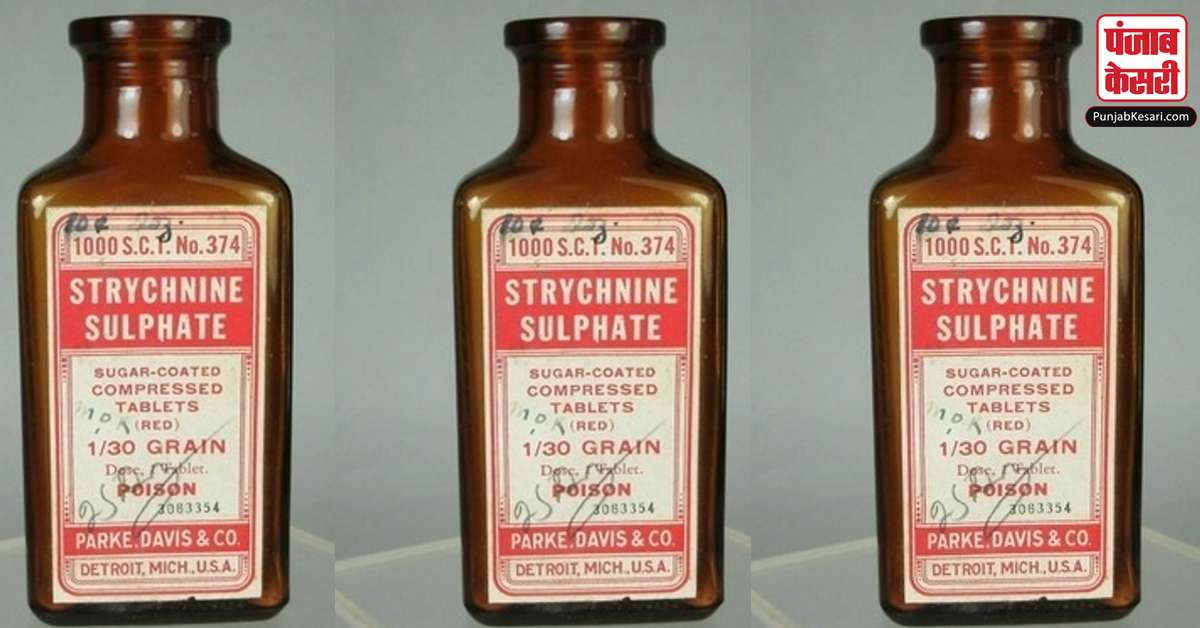 पंजाब
केसरी
PunjabKesari.com
1000 S.C.T. No.374
STRYCHNINE
SULPHATE
SUGAR-COATED
COMPRESSED
TABLETS
(RED)
1/30 GRAIN
Dose, 1 Tablet.
POISON
3063354
PARKE, DAVIS & CO.
DETROIT, MICH., U.S.A.
1000 S.C.T. No.374
STRYCHNINE
SULPHATE
SUGAR-COATED
COMPRESSED
TABLETS
(RED)
1/30 GRAIN
Dose, 1 Tablet.
POISON
3063354
PARKE, DAVIS & CO.
DETROIT, MICH., U.S.A.
1000 S.C.T. No.374
STRYCHNINE
SULPHATE
SUGAR-COATED
COMPRESSED
TABLETS
(RED)
1/30 GRAIN
Dose, 1 Tablet.
POISON
3063354
PARKE, DAVIS & CO.
DETROIT, MICH., U.S.A.